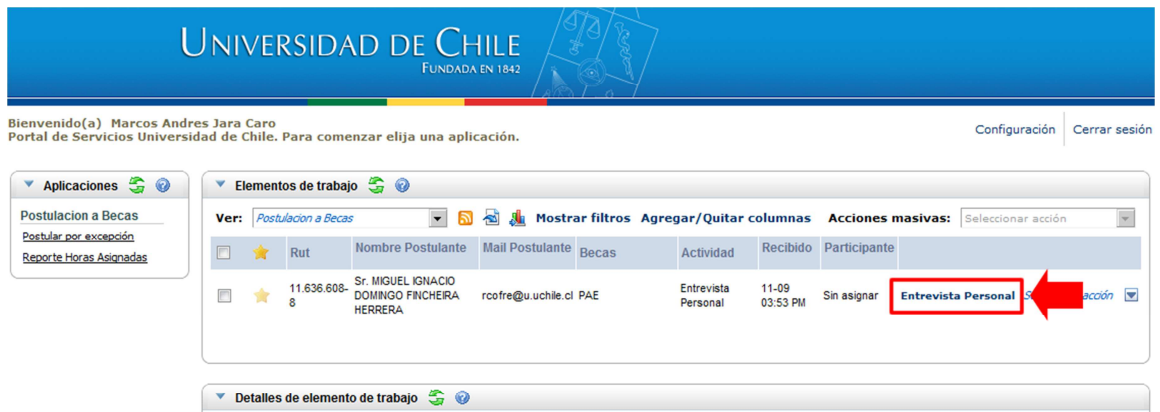 UNIVERSIDAD DE CHILE
FUNDADA EN 1842
Bienvenido(a) Marcos Andres Jara Caro
Portal de Servicios Universidad de Chile. Para comenzar elija una aplicación.
Configuración Cerrar sesión
Aplicaciones
Postulacion a Becas
Postular por excepción
Reporte Horas Asignadas
Elementos de trabajo
Ver: Postulacion a Becas Mostrar filtros Agregar/Quitar columnas Acciones masivas: Seleccionar acción
Rut Nombre Postulante Mail Postulante Becas Actividad Recibido Participante
11.636.608-8 Sr. MIGUEL IGNACIO DOMINGO FINCHEIRA HERRERA rcofre@u.uchile.cl PAE Entrevista Personal 11-09 03:53 PM Sin asignar Entrevista Personal acción
Detalles de elemento de trabajo